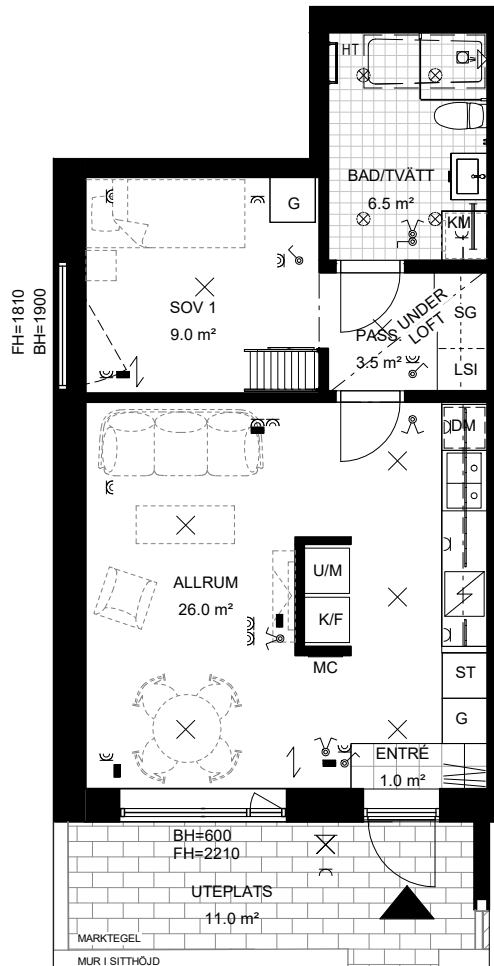 HT
BAD/TVÄTT
6.5 m²
KM
G
SOV 1
9.0 m²
FH=1810
BH=1900
UNDER
LOFT
PASS.
3.5 m²
SG
LSI
DM
ALLRUM
26.0 m²
U/M
K/F
MC
ST
G
ENTRÉ
1.0 m²
BH=600
FH=2210
UTEPLATS
11.0 m²
MARKTEGEL
MUR I SITTHÖJD